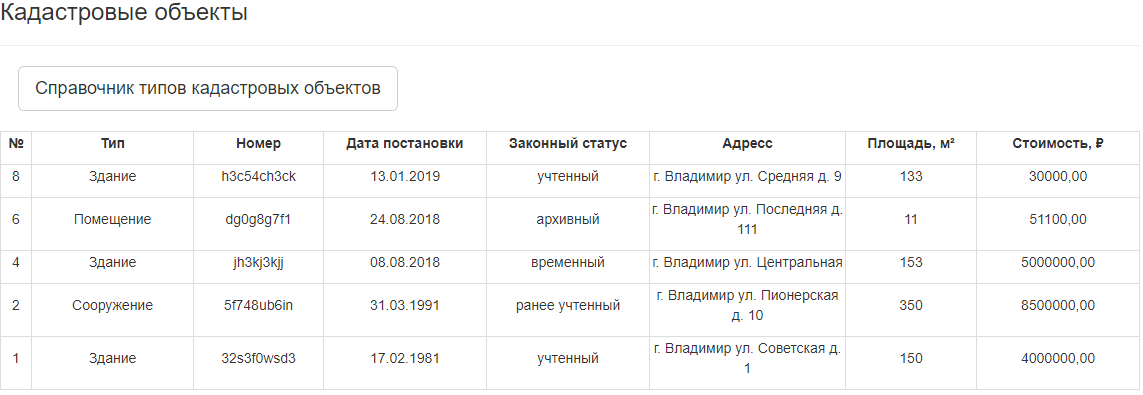 Кадастровые объекты
Справочник типов кадастровых объектов
№ Тип Номер Дата постановки Законный статус Адресс Площадь, м² Стоимость, ₽
8 Здание h3c54ch3ck 13.01.2019 учтенный г. Владимир ул. Средняя д. 9 133 30000,00
6 Помещение dg0g8g7f1 24.08.2018 архивный г. Владимир ул. Последняя д. 11 51100,00
111
4 Здание jh3kj3kjj 08.08.2018 временный г. Владимир ул. Центральная 153 5000000,00
2 Сооружение 5f748ub6in 31.03.1991 ранее учтенный г. Владимир ул. Пионерская 350 8500000,00
д. 10
1 Здание 32s3f0wsd3 17.02.1981 учтенный г. Владимир ул. Советская д. 150 4000000,00
1